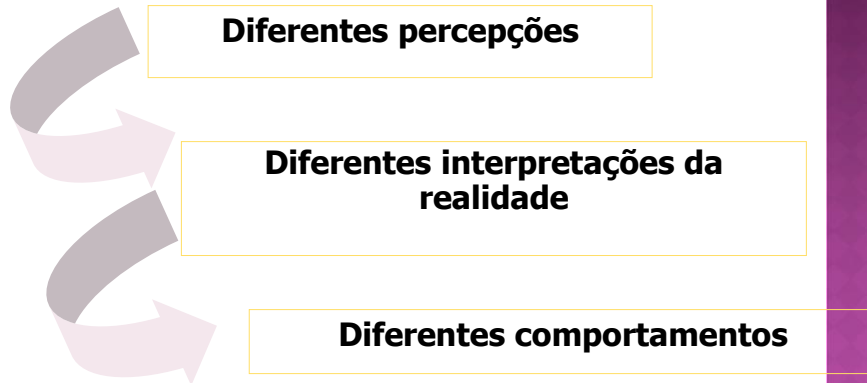 Diferentes percepções
Diferentes interpretações da
realidade
Diferentes comportamentos